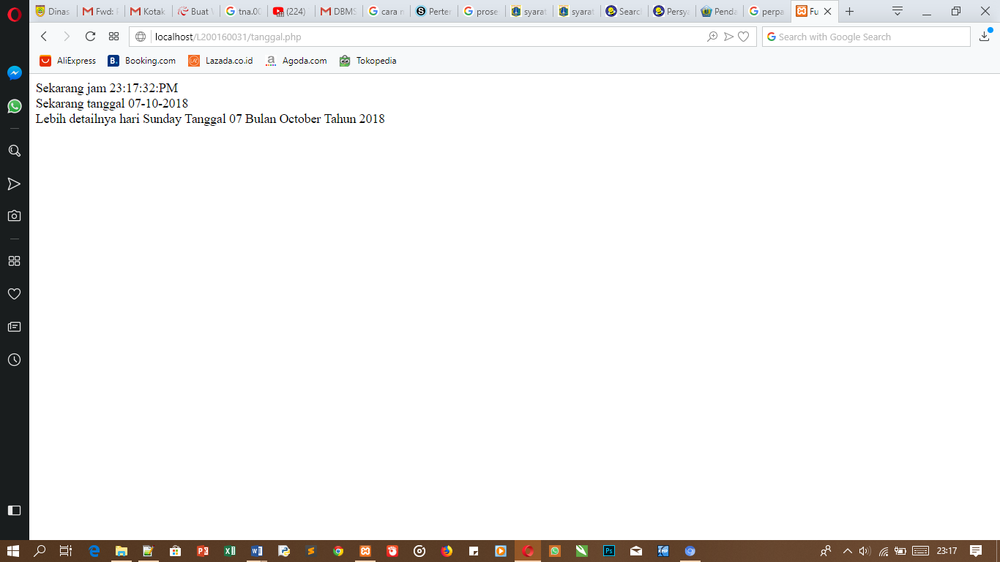 Dinas Fwd: Kotak Buat tna.00 (224) DBMS cara Perter prose syarat syarat Search Persya Penda perpa Fu
localhost/L200160031/tanggal.php Search with Google Search
AliExpress Booking.com Lazada.co.id Agoda.com Tokopedia
Sekarang jam 23:17:32:PM
Sekarang tanggal 07-10-2018
Lebih detailnya hari Sunday Tanggal 07 Bulan October Tahun 2018
23:17